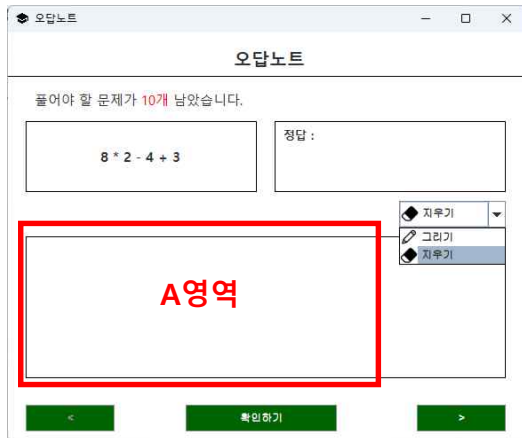 오답노트
오답노트
풀어야 할 문제가 10개 남았습니다.
8 * 2 - 4 + 3
정답 :
지우기
그리기
지우기
A영역
<
확인하기
>